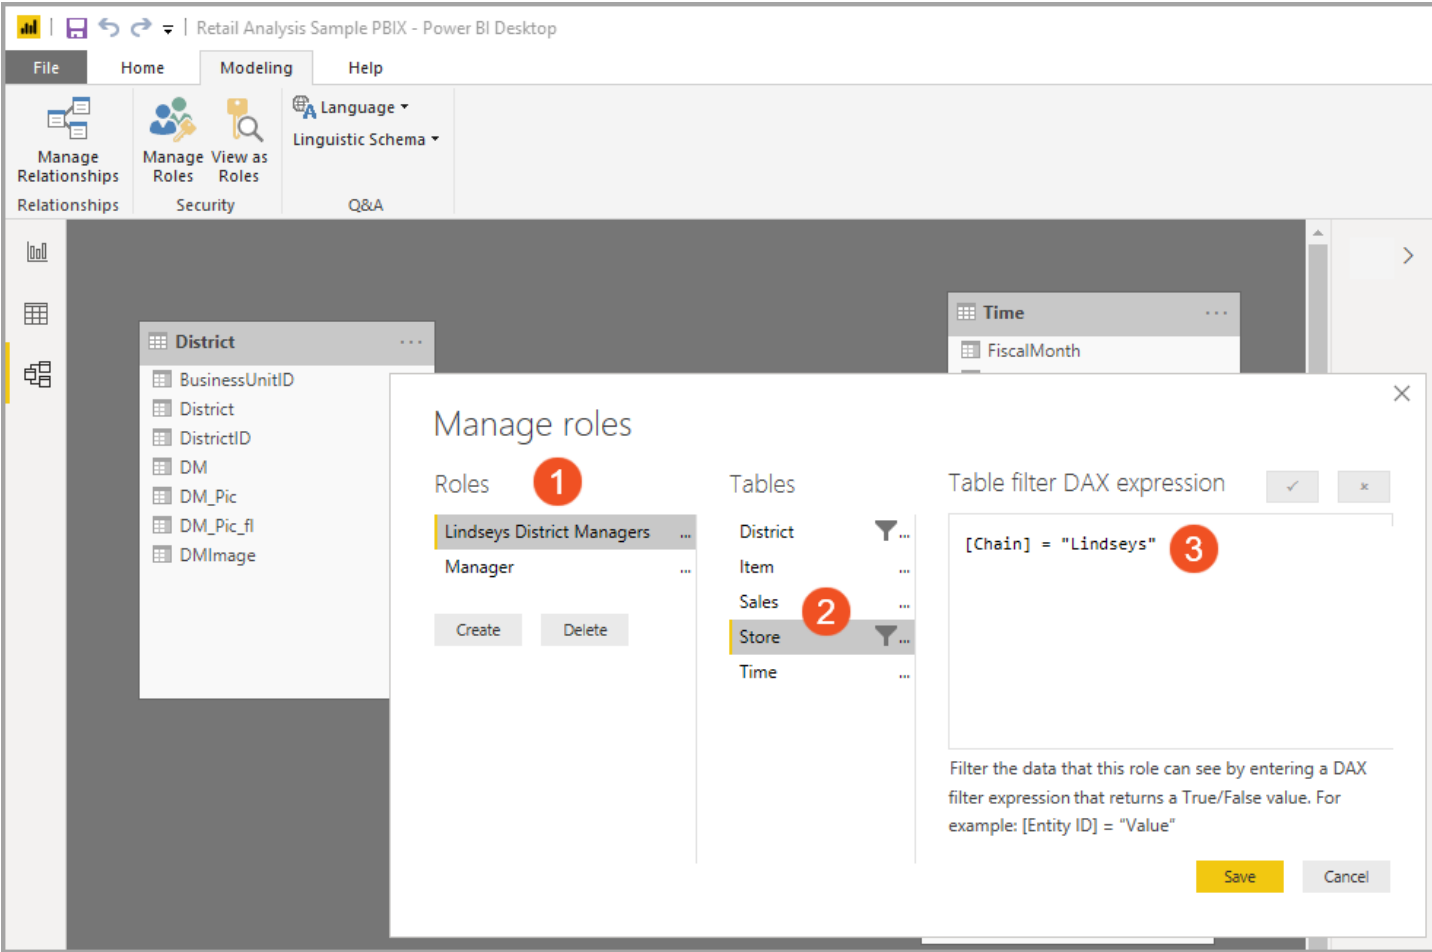 Retail Analysis Sample PBIX - Power BI Desktop
File Home Modeling Help
Manage Relationships
Manage Roles
View as Roles
Language
Linguistic Schema
Relationships Security Q&A
District
BusinessUnitID
District
DistrictID
DM
DM_Pic
DM_Pic_fl
DMImage
Time
FiscalMonth
Manage roles
Roles 1
Lindseys District Managers ...
Manager ...
Create Delete
Tables
District ...
Item ...
Sales ...
2
Store ...
Time ...
Table filter DAX expression
[Chain] = "Lindseys" 3
Filter the data that this role can see by entering a DAX
filter expression that returns a True/False value. For
example: [Entity ID] = “Value”
Save Cancel